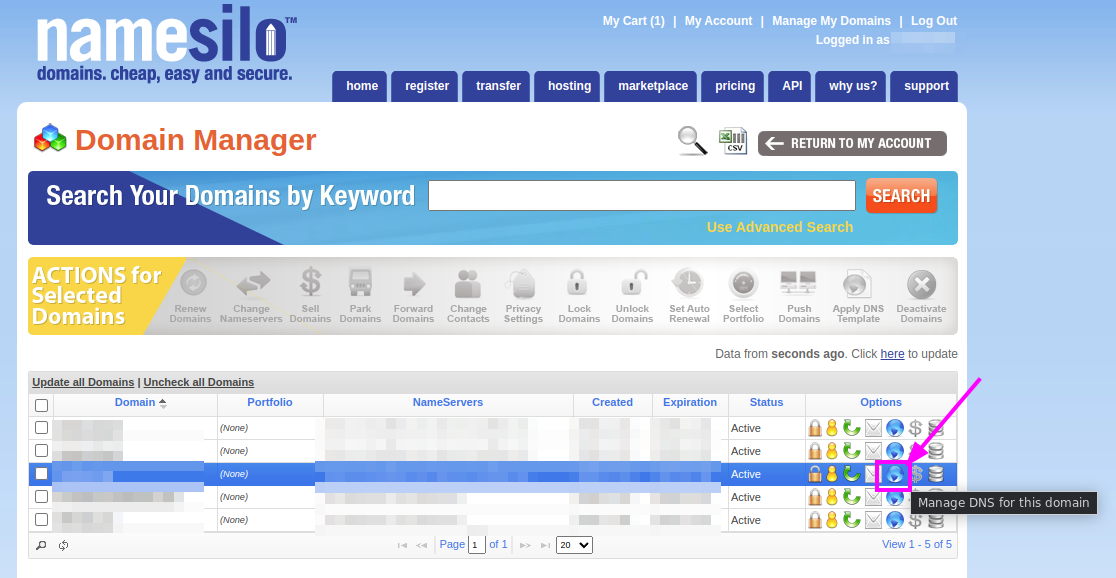 My Cart (1) | My Account | Manage My Domains | Log Out
Logged in as
namesilo™
domains. cheap, easy and secure.
home register transfer hosting marketplace pricing API why us? support
Domain Manager
CSV
RETURN TO MY ACCOUNT
Search Your Domains by Keyword
SEARCH
Use Advanced Search
ACTIONS for
Selected
Domains
Renew
Domains
Change
Nameservers
Sell
Domains
Park
Domains
Forward
Domains
Change
Contacts
Privacy
Settings
Lock
Domains
Unlock
Domains
Set Auto
Renewal
Select
Portfolio
Push
Domains
Apply DNS
Template
Deactivate
Domains
Data from seconds ago. Click here to update
Update all Domains | Uncheck all Domains
Domain Portfolio NameServers Created Expiration Status Options
(None) Active
(None) Active
(None) Active
(None) Active
(None) Active
Manage DNS for this domain
Page 1 of 1 20 View 1 - 5 of 5